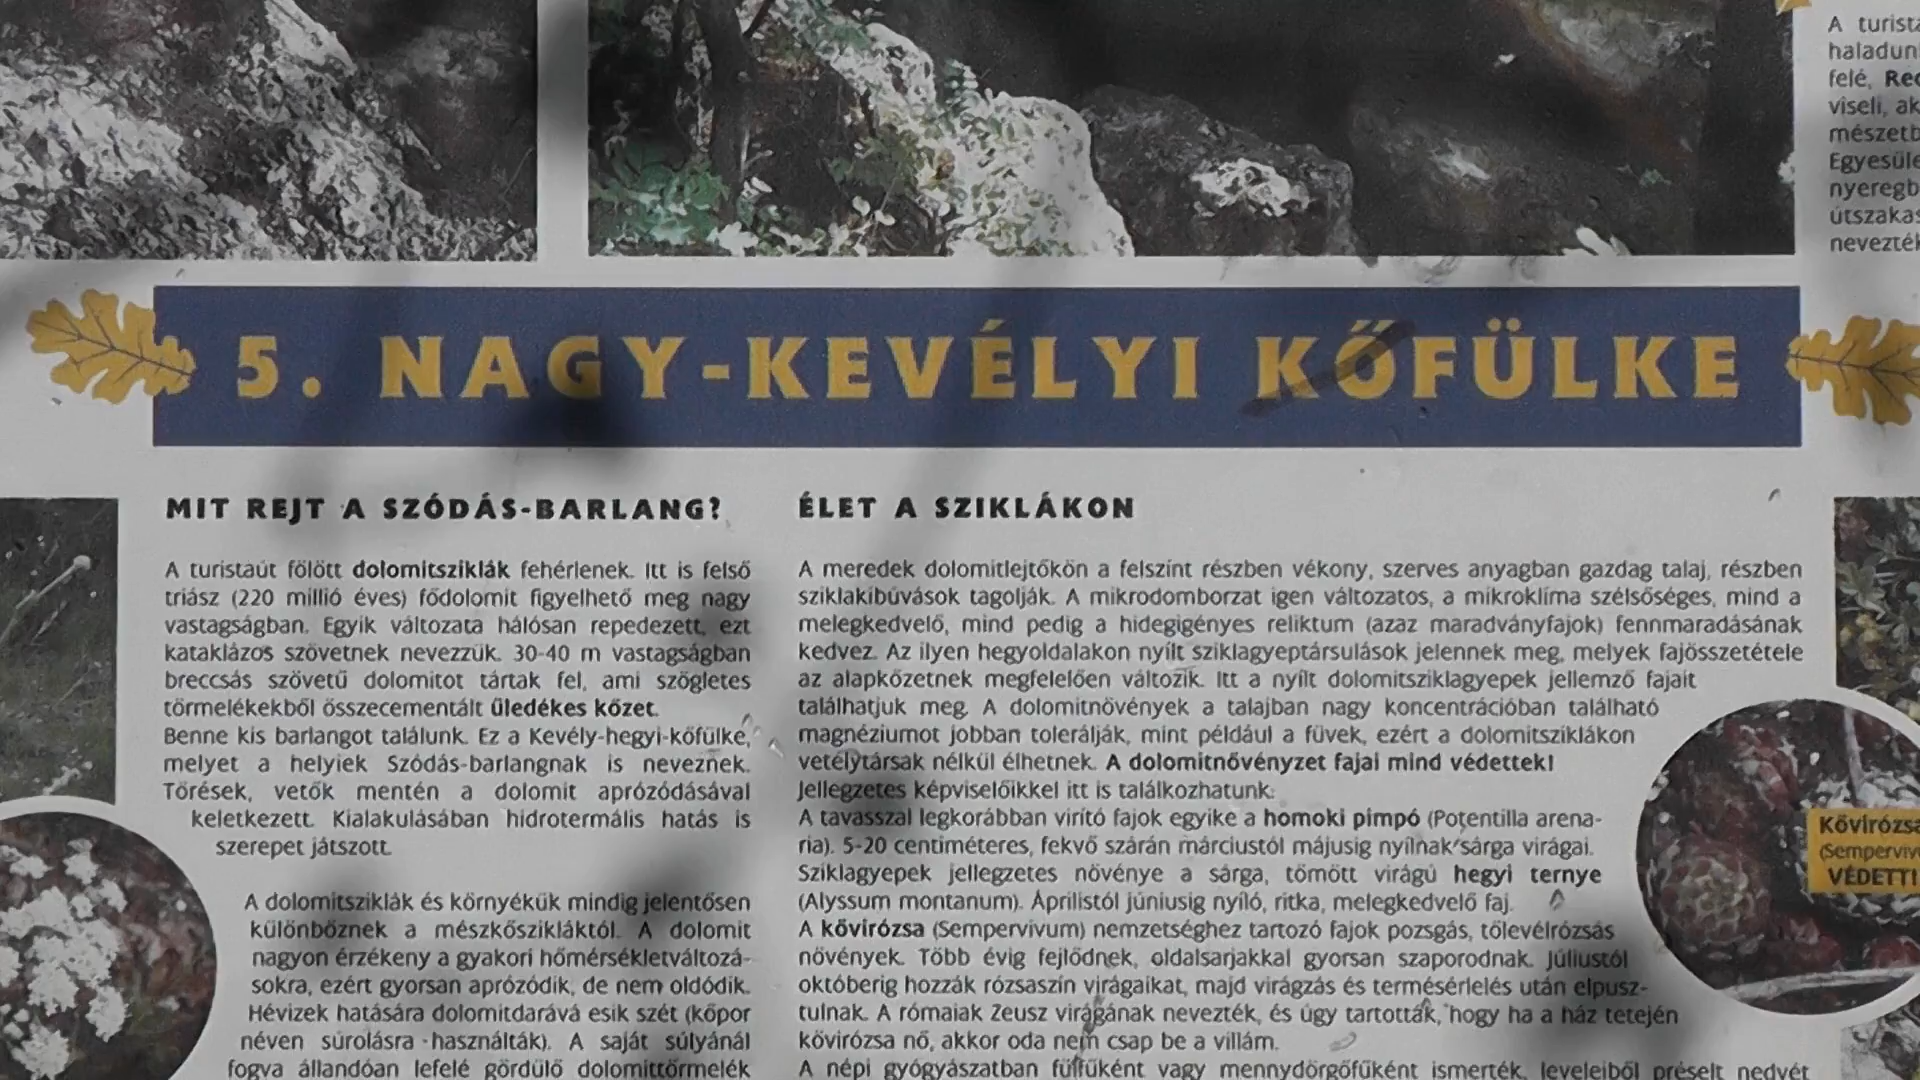 5. NAGY-KEVÉLYI KŐFÜLKE
MIT REJT A SZÓDÁS-BARLANG?
A turistaút fölött dolomitsziklák fehérlenek. Itt is felső
triász (220 millió éves) fődolomit figyelhető meg nagy
vastagságban. Egyik változata hálósan repedezett, ezt
kataklázos szövetnek nevezzük. 30-40 m vastagságban
breccsás szövetű dolomitot tártak fel, ami szögletes
törmelékekből összecementált üledékes kőzet.
Benne kis barlangot találunk. Ez a Kevély-hegyi-kőfülke,
melyet a helyiek Szódás-barlangnak is neveznek.
Törések, vetők mentén a dolomit aprózódásával
keletkezett. Kialakulásában hidrotermális hatás is
szerepet játszott.
A dolomitsziklák és környékük mindig jelentősen
különböznek a mészkőszikláktól. A dolomit
nagyon érzékeny a gyakori hőmérsékletváltozá-
sokra, ezért gyorsan aprózódik, de nem oldódik.
Hévizek hatására dolomitdarává esik szét (kőpor
néven súrolásra használták). A saját súlyánál
fogva állandóan lefelé gördülő dolomittörmelék
ÉLET A SZIKLÁKON
A meredek dolomitlejtőkön a felszínt részben vékony, szerves anyagban gazdag talaj, részben
sziklakibúvások tagolják. A mikrodomborzat igen változatos, a mikroklíma szélsőséges, mind a
melegkedvelő, mind pedig a hidegigényes reliktum (azaz maradványfajok) fennmaradásának
kedvez. Az ilyen hegyoldalakon nyílt sziklagyeptársulások jelennek meg, melyek fajösszetétele
az alapkőzetnek megfelelően változik. Itt a nyílt dolomitsziklagyepek jellemző fajait
találhatjuk meg. A dolomitnövények a talajban nagy koncentrációban található
magnéziumot jobban tolerálják, mint például a füvek, ezért a dolomitsziklákon
vetélytársak nélkül élhetnek. A dolomitnövényzet fajai mind védettek!
Jellegzetes képviselőikkel itt is találkozhatunk:
A tavasszal legkorábban virító fajok egyike a homoki pimpó (Potentilla arena-
ria). 5-20 centiméteres, fekvő szárán márciustól májusig nyílnak sárga virágai.
Sziklagyepek jellegzetes növénye a sárga, tömött virágú hegyi ternye
(Alyssum montanum). Áprilistól júniusig nyíló, ritka, melegkedvelő faj.
A kövirózsa (Sempervivum) nemzetséghez tartozó fajok pozsgás, tőlevélrózsás
növények. Több évig fejlődnek, oldalsarjakkal gyorsan szaporodnak. Júliustól
októberig hozzák rózsaszín virágaikat, majd virágzás és termésérlelés után elpusz-
tulnak. A rómaiak Zeusz virágának nevezték, és úgy tartották, hogy ha a ház tetején
kövirózsa nő, akkor oda nem csap be a villám.
A népi gyógyászatban fülfűként vagy mennydörgőfűként ismerték, leveleiből préselt nedvét
A turista
haladun
felé, Rec
viseli, ak
mészetb
Egyesüle
nyeregb
útszakas
nevezték
Kövirózsa
(Sempervivu
VÉDETT!